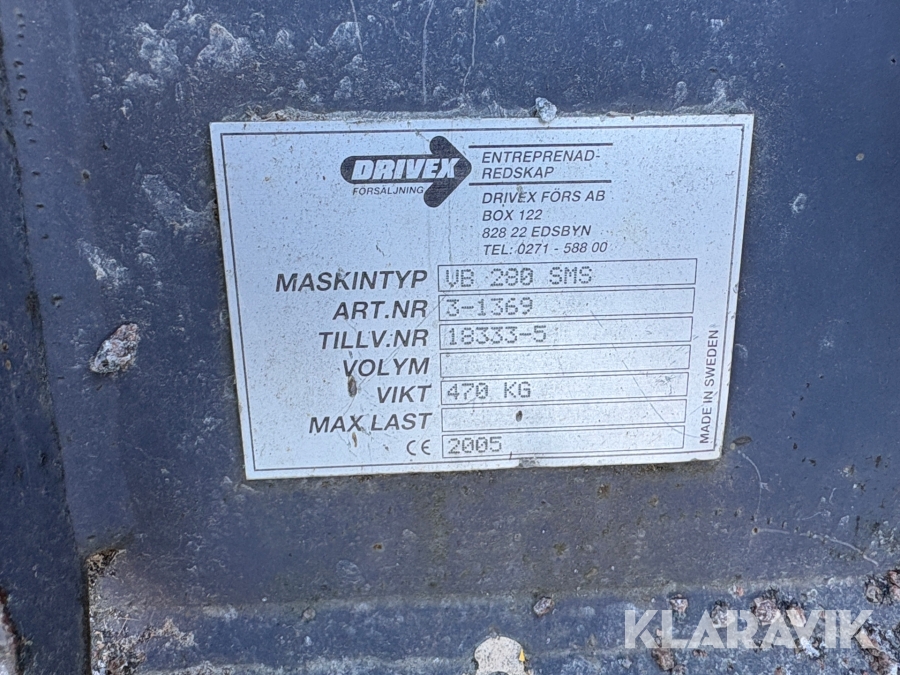 DRIVEX
FÖRSÄLJNING
ENTREPRENAD-
REDSKAP
DRIVEX FÖRS AB
BOX 122
828 22 EDSBYN
TEL: 0271 - 588 00
MASKINTYP VB 280 SMS
ART.NR 3-1369
TILLV.NR 18333-5
VOLYM
VIKT 470 KG
MAX LAST
CE 2005
MADE IN SWEDEN
KLARAVIK